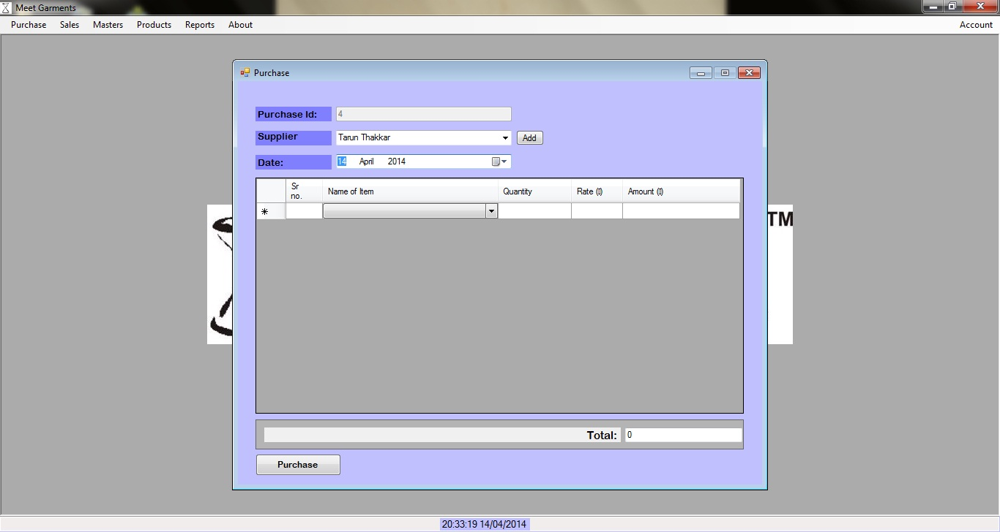 Meet Garments
Purchase Sales Masters Products Reports About Account
Purchase
Purchase Id: 4
Supplier Tarun Thakkar Add
Date: 14 April 2014
Sr no. Name of Item Quantity Rate (▯) Amount (▯)
TM
Total: 0
Purchase
20:33:19 14/04/2014